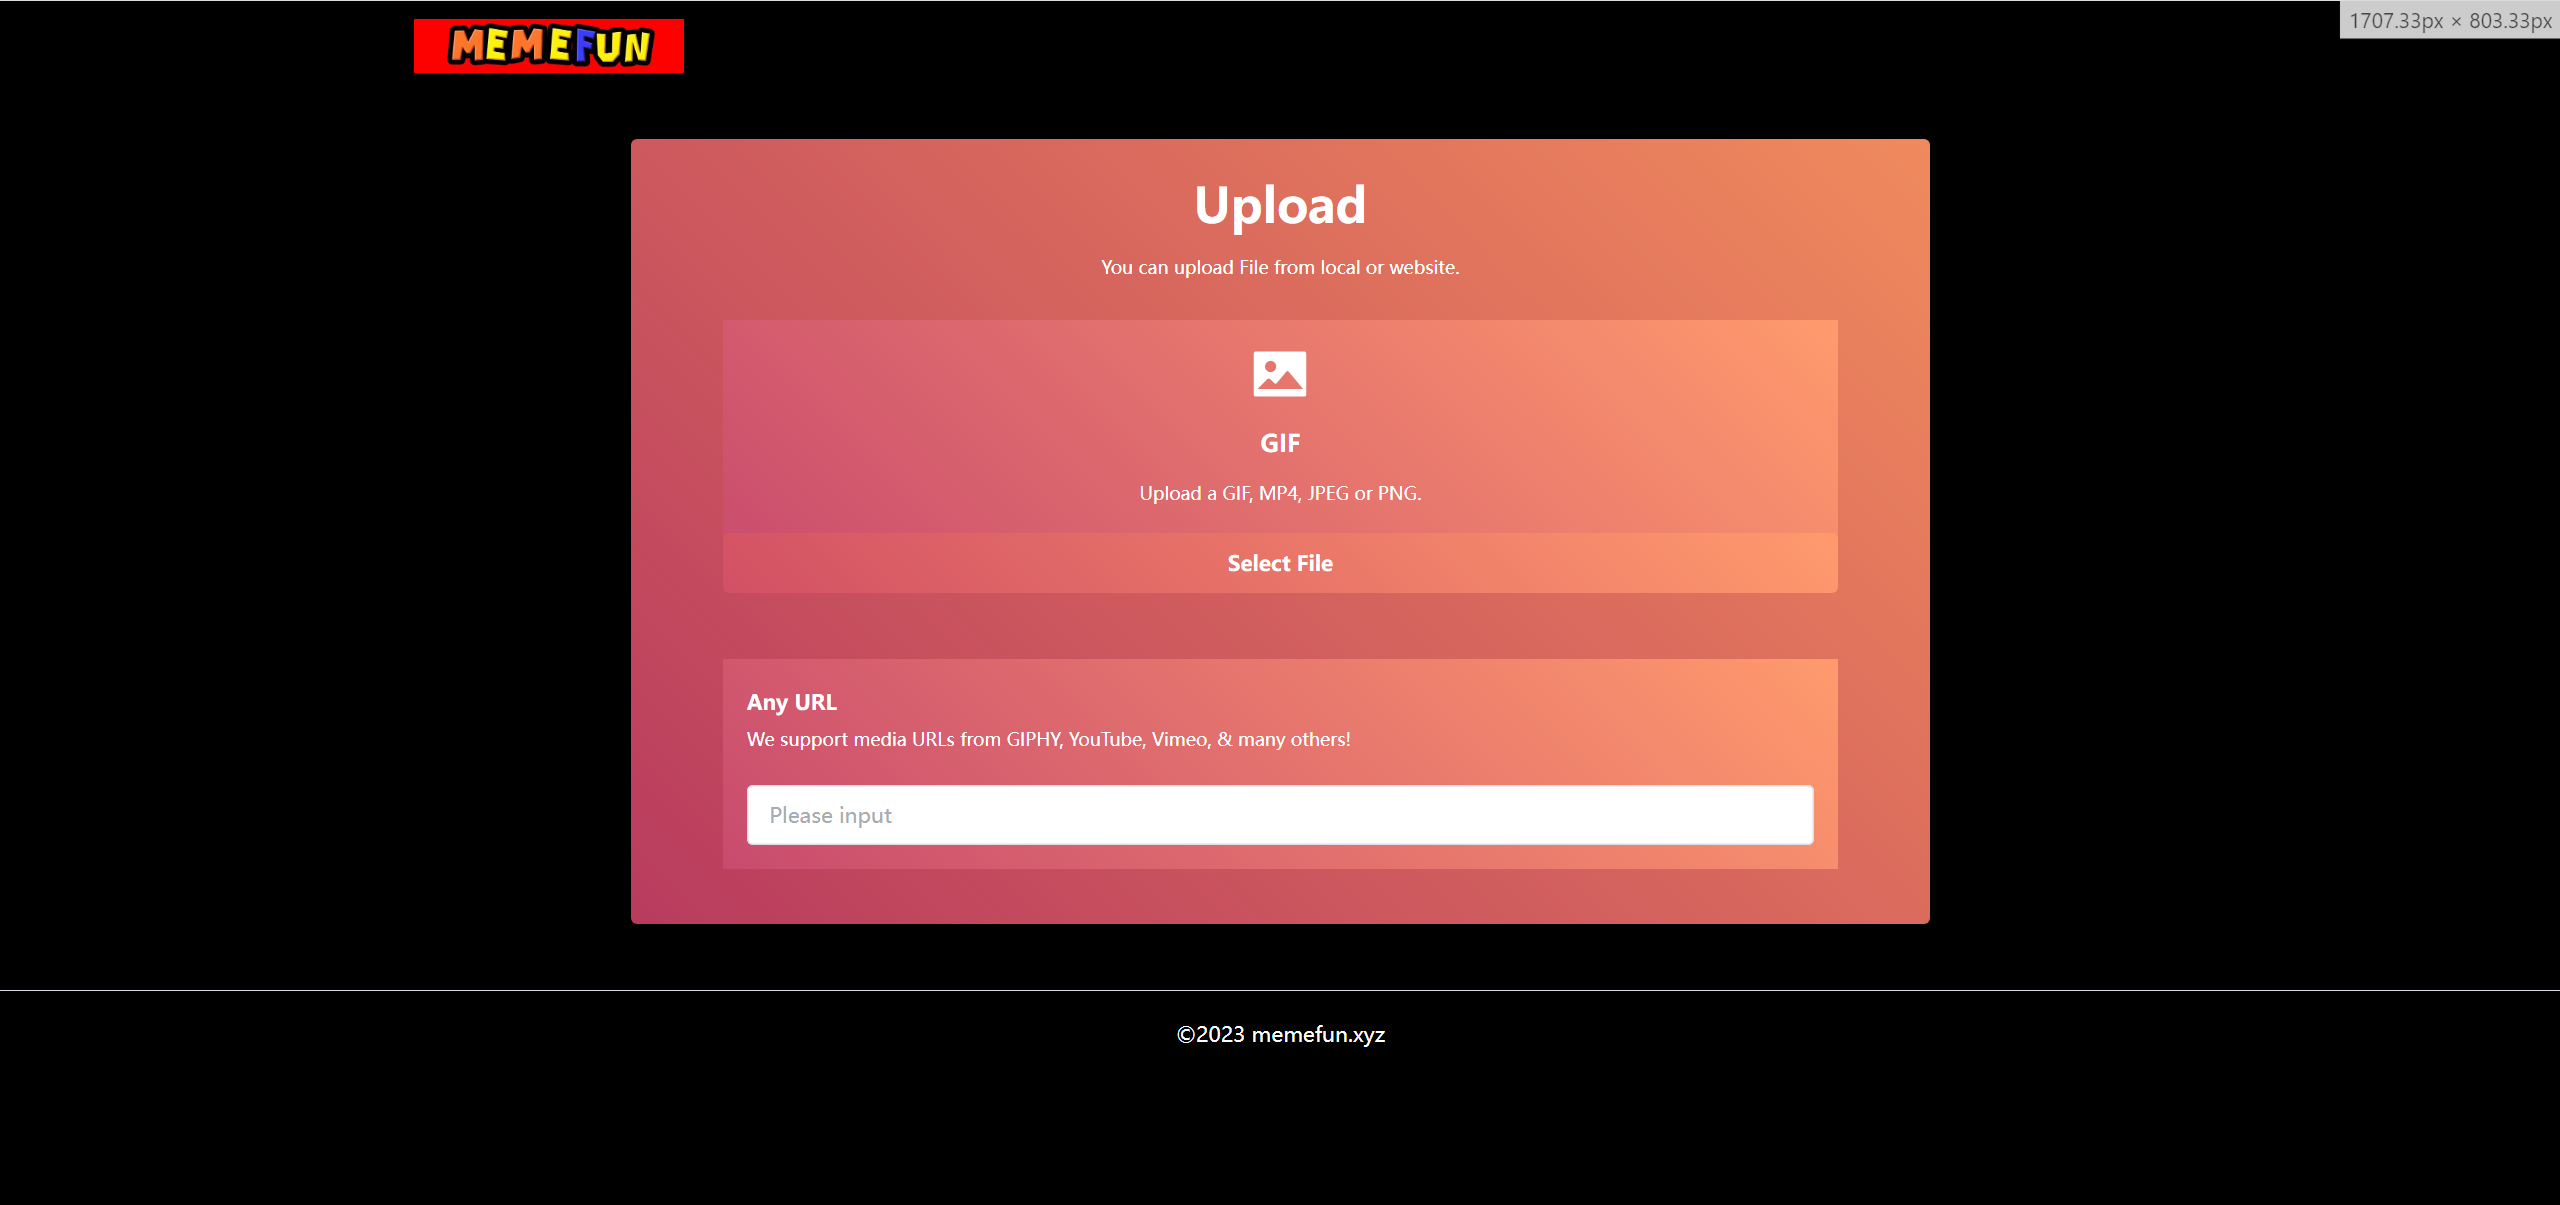 MEMEFUN
1707.33px × 803.33px
Upload
You can upload File from local or website.
GIF
Upload a GIF, MP4, JPEG or PNG.
Select File
Any URL
We support media URLs from GIPHY, YouTube, Vimeo, & many others!
Please input
©2023 memefun.xyz